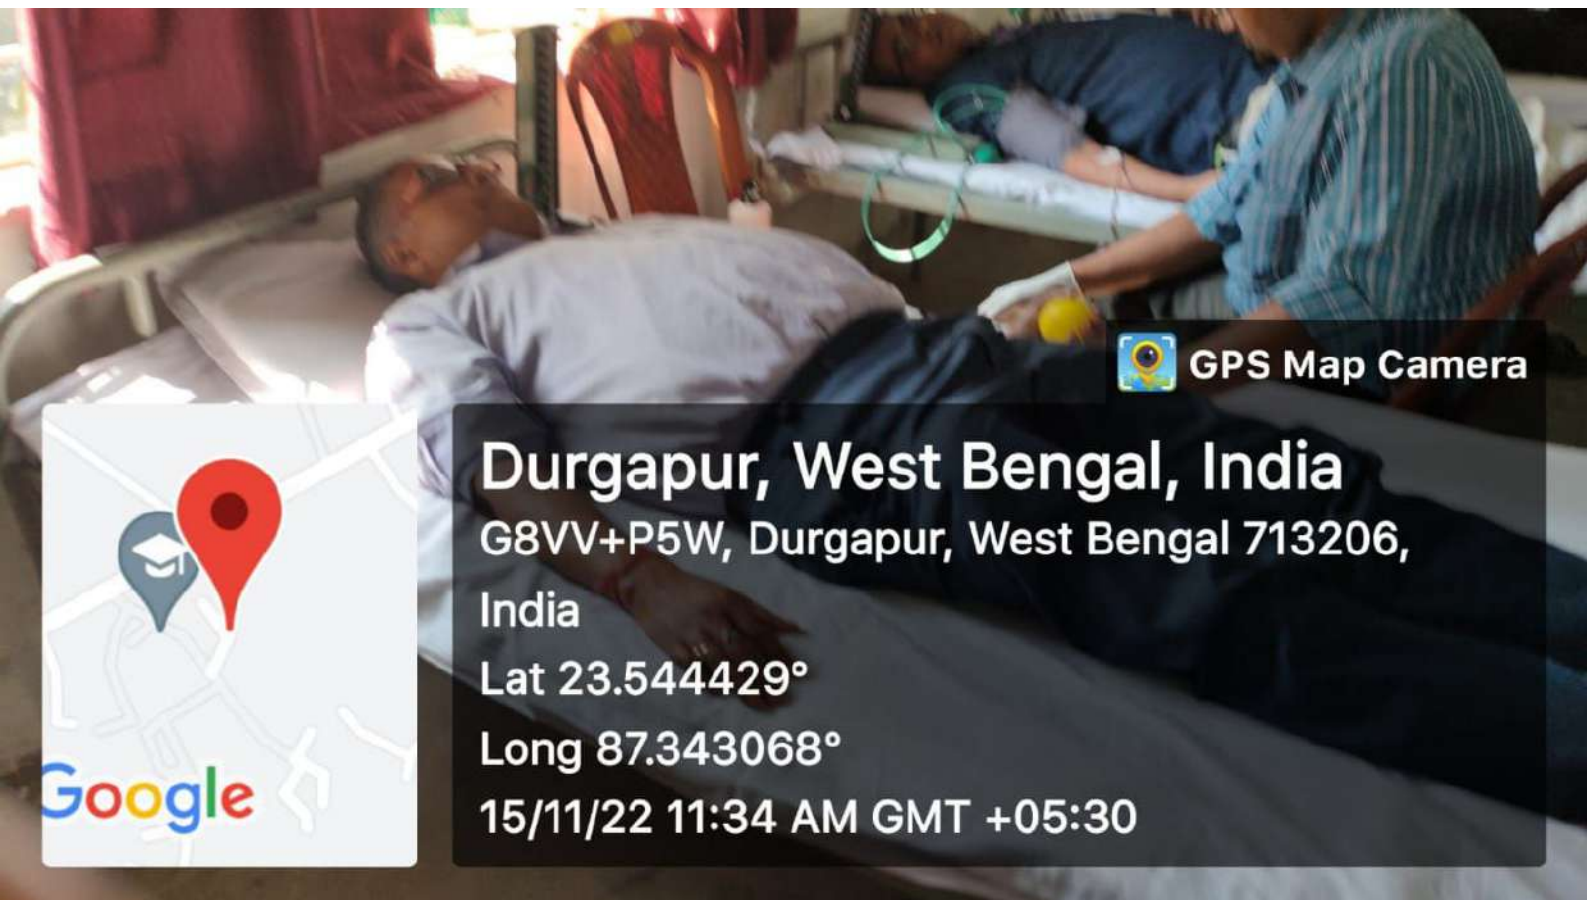 GPS Map Camera
Durgapur, West Bengal, India
G8VV+P5W, Durgapur, West Bengal 713206,
India
Lat 23.544429°
Long 87.343068°
15/11/22 11:34 AM GMT +05:30
Google